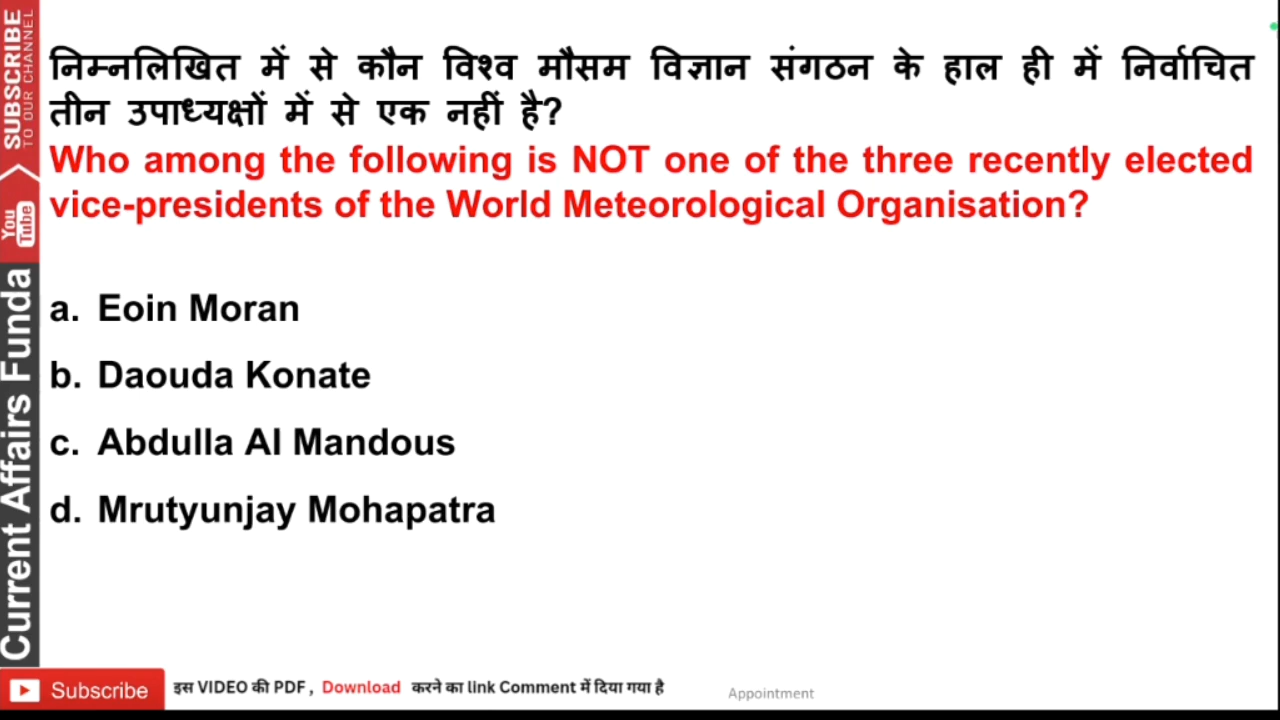 निम्नलिखित में से कौन विश्व मौसम विज्ञान संगठन के हाल ही में निर्वाचित
तीन उपाध्यक्षों में से एक नहीं है?
Who among the following is NOT one of the three recently elected
vice-presidents of the World Meteorological Organisation?
a. Eoin Moran
b. Daouda Konate
c. Abdulla Al Mandous
d. Mrutyunjay Mohapatra
SUBSCRIBE
TO OUR CHANNEL
You
Tube
Current Affairs Funda
Subscribe
इस VIDEO की PDF , Download करने का link Comment में दिया गया है
Appointment